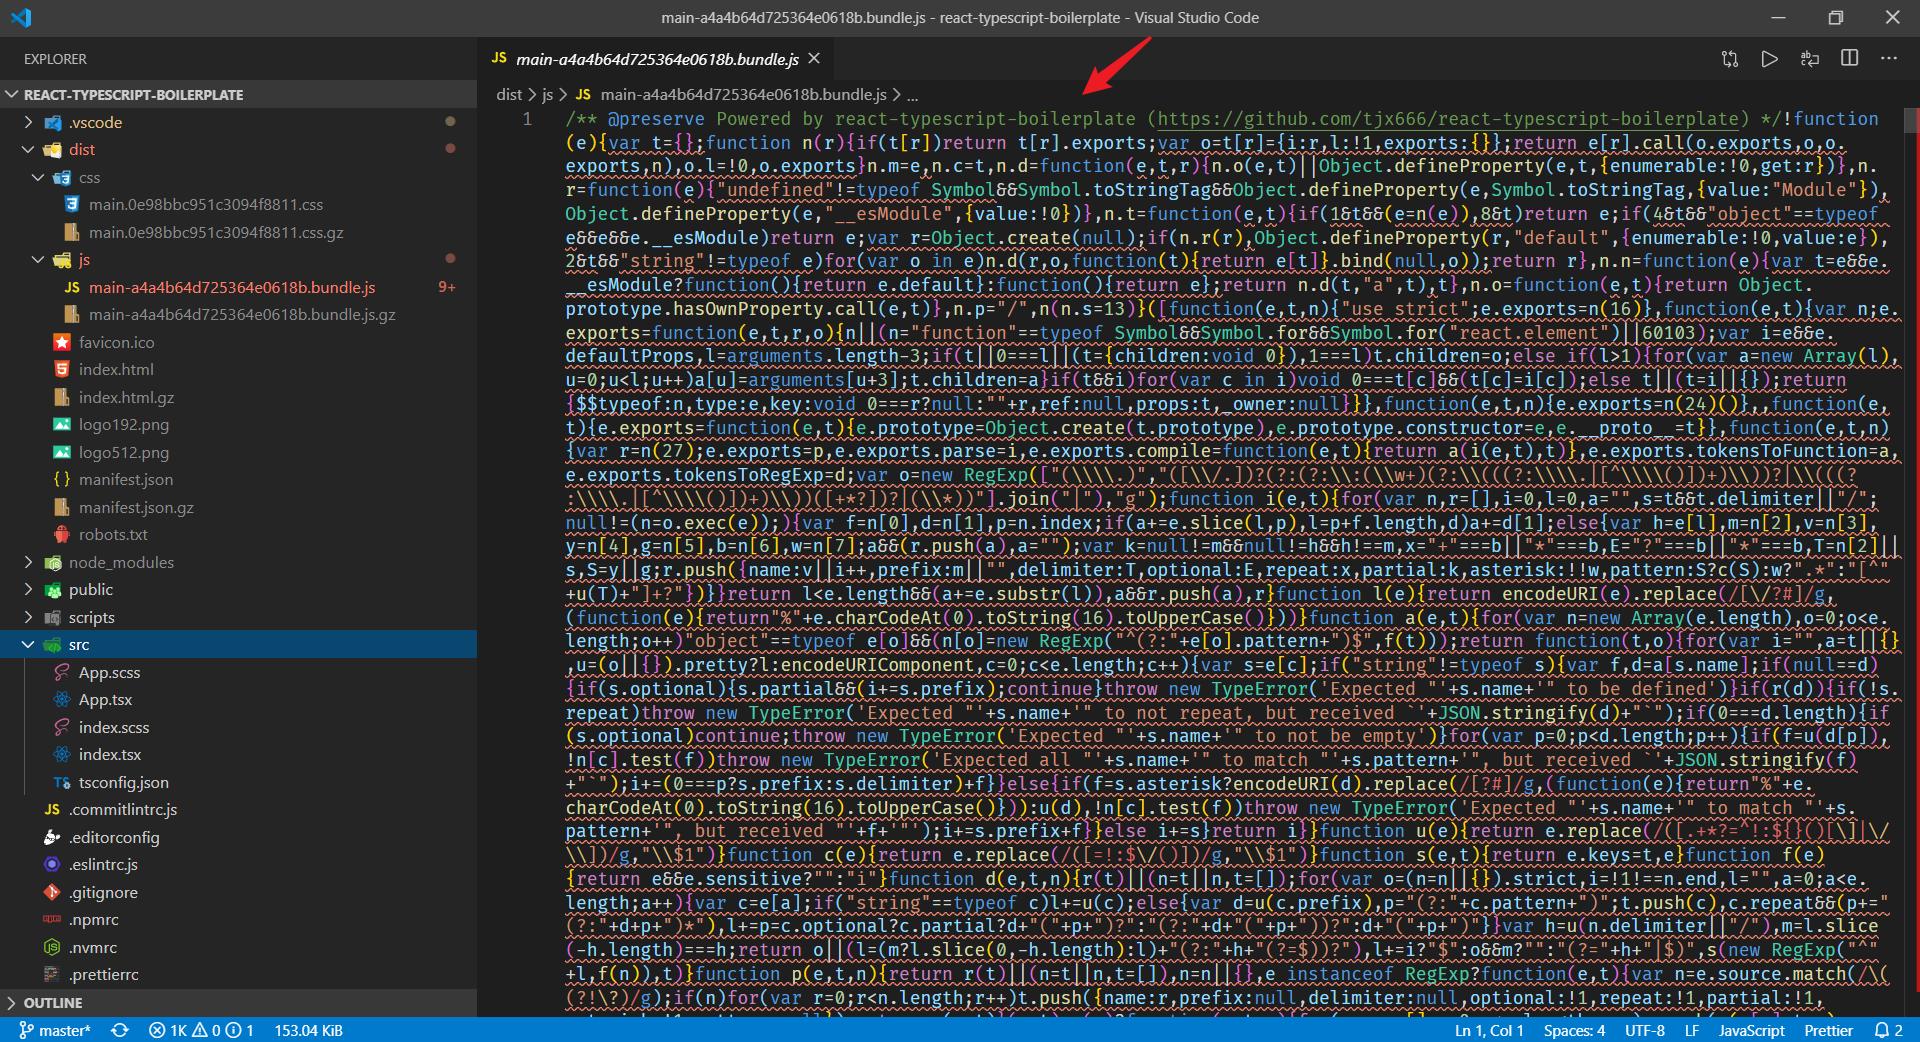 main-a4a4b64d725364e0618b.bundle.js - react-typescript-boilerplate - Visual Studio Code
EXPLORER
REACT-TYPESCRIPT-BOILERPLATE
.vscode
dist
css
main.0e98bbc951c3094f8811.css
main.0e98bbc951c3094f8811.css.gz
js
JS main-a4a4b64d725364e0618b.bundle.js 9+
main-a4a4b64d725364e0618b.bundle.js.gz
favicon.ico
index.html
index.html.gz
logo192.png
logo512.png
{} manifest.json
manifest.json.gz
robots.txt
node_modules
public
scripts
src
App.scss
App.tsx
index.scss
index.tsx
TS tsconfig.json
JS .commitlintrc.js
.editorconfig
.eslintrc.js
.gitignore
.npmrc
.nvmrc
.prettierrc
OUTLINE
JS main-a4a4b64d725364e0618b.bundle.js
dist > js > JS main-a4a4b64d725364e0618b.bundle.js > ...
1 /** @preserve Powered by react-typescript-boilerplate (https://github.com/tjx666/react-typescript-boilerplate) */!function
(e){var t={};function n(r){if(t[r])return t[r].exports;var o=t[r]={i:r,l:!1,exports:{}};return e[r].call(o.exports,o,o.
exports,n),o.l=!0,o.exports}n.m=e,n.c=t,n.d=function(e,t,r){n.o(e,t)||Object.defineProperty(e,t,{enumerable:!0,get:r})},n.
r=function(e){"undefined"!=typeof Symbol&&Symbol.toStringTag&&Object.defineProperty(e,Symbol.toStringTag,{value:"Module"}),
Object.defineProperty(e,"__esModule",{value:!0})},n.t=function(e,t){if(1&t&&(e=n(e)),8&t)return e;if(4&t&&"object"==typeof
e&&e&&e.__esModule)return e;var r=Object.create(null);if(n.r(r),Object.defineProperty(r,"default",{enumerable:!0,value:e}),
2&t&&"string"!=typeof e)for(var o in e)n.d(r,o,function(t){return e[t]}.bind(null,o));return r},n.n=function(e){var t=e&&e.
__esModule?function(){return e.default}:function(){return e};return n.d(t,"a",t),t},n.o=function(e,t){return Object.
prototype.hasOwnProperty.call(e,t)},n.p="/",n(n.s=13)}([function(e,t,n){"use strict";e.exports=n(16)},function(e,t){var n;e.
exports=function(e,t,r,o){n||(n="function"==typeof Symbol&&Symbol.for&&Symbol.for("react.element")||60103);var i=e&&e.
defaultProps,l=arguments.length-3;if(t||0===l||(t={children:void 0}),1===l)t.children=o;else if(l>1){for(var a=new Array(l),
u=0;u<l;u++)a[u]=arguments[u+3];t.children=a}if(t&&i)for(var c in i)void 0===t[c]&&(t[c]=i[c]);else t||(t=i||{});return
{$$typeof:n,type:e,key:void 0===r?null:""+r,ref:null,props:t,_owner:null}}},function(e,t,n){e.exports=n(24)()},,function(e,
t){e.exports=function(e,t){e.prototype=Object.create(t.prototype),e.prototype.constructor=e,e.__proto__=t}},function(e,t,n)
{var r=n(27);e.exports=p,e.exports.parse=i,e.exports.compile=function(e,t){return a(i(e,t),t)},e.exports.tokensToFunction=a,
e.exports.tokensToRegExp=d;var o=new RegExp(["(\\\\.)","([\\/.])?(?:(?:\\:(\\w+)(?:\\(((?:\\\\.|[^\\\\()])+)\\))?|\\(((?
:\\\\.|[^\\\\()])+)\\))([+*?])?|(\\*))"].join("|"),"g");function i(e,t){for(var n,r=[],i=0,l=0,a="",s=t&&t.delimiter||"/";
null!=(n=o.exec(e));){var f=n[0],d=n[1],p=n.index;if(a+=e.slice(l,p),l=p+f.length,d)a+=d[1];else{var h=e[l],m=n[2],v=n[3],
y=n[4],g=n[5],b=n[6],w=n[7];a&&(r.push(a),a="");var k=null!=m&&null!=h&&h!==m,x="+"===b||"*"===b,E="?"===b||"*"===b,T=n[2]||
s,S=y||g;r.push({name:v||i++,prefix:m||"",delimiter:T,optional:E,repeat:x,partial:k,asterisk:!!w,pattern:S?c(S):w?".*":"[^"
+u(T)+"]+?"})}}return l<e.length&&(a+=e.substr(l)),a&&r.push(a),r}function l(e){return encodeURI(e).replace(/[\/?#]/g,
(function(e){return"%"+e.charCodeAt(0).toString(16).toUpperCase()}))}function a(e,t){for(var n=new Array(e.length),o=0;o<e.
length;o++)"object"==typeof e[o]&&(n[o]=new RegExp("^(?:"+e[o].pattern+")$",f(t)));return function(t,o){for(var i="",a=t||{}
,u=(o||{}).pretty?l:encodeURIComponent,c=0;c<e.length;c++){var s=e[c];if("string"!=typeof s){var f,d=a[s.name];if(null==d)
{if(s.optional){s.partial&&(i+=s.prefix);continue}throw new TypeError('Expected "'+s.name+'" to be defined')}if(r(d)){if(!s.
repeat)throw new TypeError('Expected "'+s.name+'" to not repeat, but received `'+JSON.stringify(d)+"`");if(0===d.length){if
(s.optional)continue;throw new TypeError('Expected "'+s.name+'" to not be empty')}for(var p=0;p<d.length;p++){if(f=u(d[p]),
!n[c].test(f))throw new TypeError('Expected all "'+s.name+'" to match "'+s.pattern+'", but received `'+JSON.stringify(f)
+"`");i+=(0===p?s.prefix:s.delimiter)+f}}else{if(f=s.asterisk?encodeURI(d).replace(/[?#]/g,(function(e){return"%"+e.
charCodeAt(0).toString(16).toUpperCase()})):u(d),!n[c].test(f))throw new TypeError('Expected "'+s.name+'" to match "'+s.
pattern+'", but received "'+f+'"');i+=s.prefix+f}}else i+=s}return i}}function u(e){return e.replace(/([.+*?=^!:${}()[\]|\/
\\])/g,"\\$1")}function c(e){return e.replace(/([=!:$\/()])/g,"\\$1")}function s(e,t){return e.keys=t,e}function f(e)
{return e&&e.sensitive?"":"i"}function d(e,t,n){r(t)||(n=t||n,t=[]);for(var o=(n=n||{}).strict,i=!1!==n.end,l="",a=0;a<e.
length;a++){var c=e[a];if("string"==typeof c)l+=u(c);else{var d=u(c.prefix),p="(?:"+c.pattern+")";t.push(c),c.repeat&&(p+="
(?:"+d+p+")*"),l+=p=c.optional?c.partial?d+"("+p+")?":"(?:"+d+"("+p+"))?":d+"("+p+")"}}var h=u(n.delimiter||"/"),m=l.slice
(-h.length)===h;return o||(l=(m?l.slice(0,-h.length):l)+"(?:"+h+"(?=$))?"),l+=i?"$":o&&m?"":"(?="+h+"|$)",s(new RegExp("^"
+l,f(n)),t)}function p(e,t,n){return r(t)||(n=t||n,t=[]),n=n||{},e instanceof RegExp?function(e,t){var n=e.source.match(/\(
(?!\?)/g);if(n)for(var r=0;r<n.length;r++)t.push({name:r,prefix:null,delimiter:null,optional:!1,repeat:!1,partial:!1,
master* 1K 0 1 153.04 KiB Ln 1, Col 1 Spaces: 4 UTF-8 LF JavaScript Prettier 2